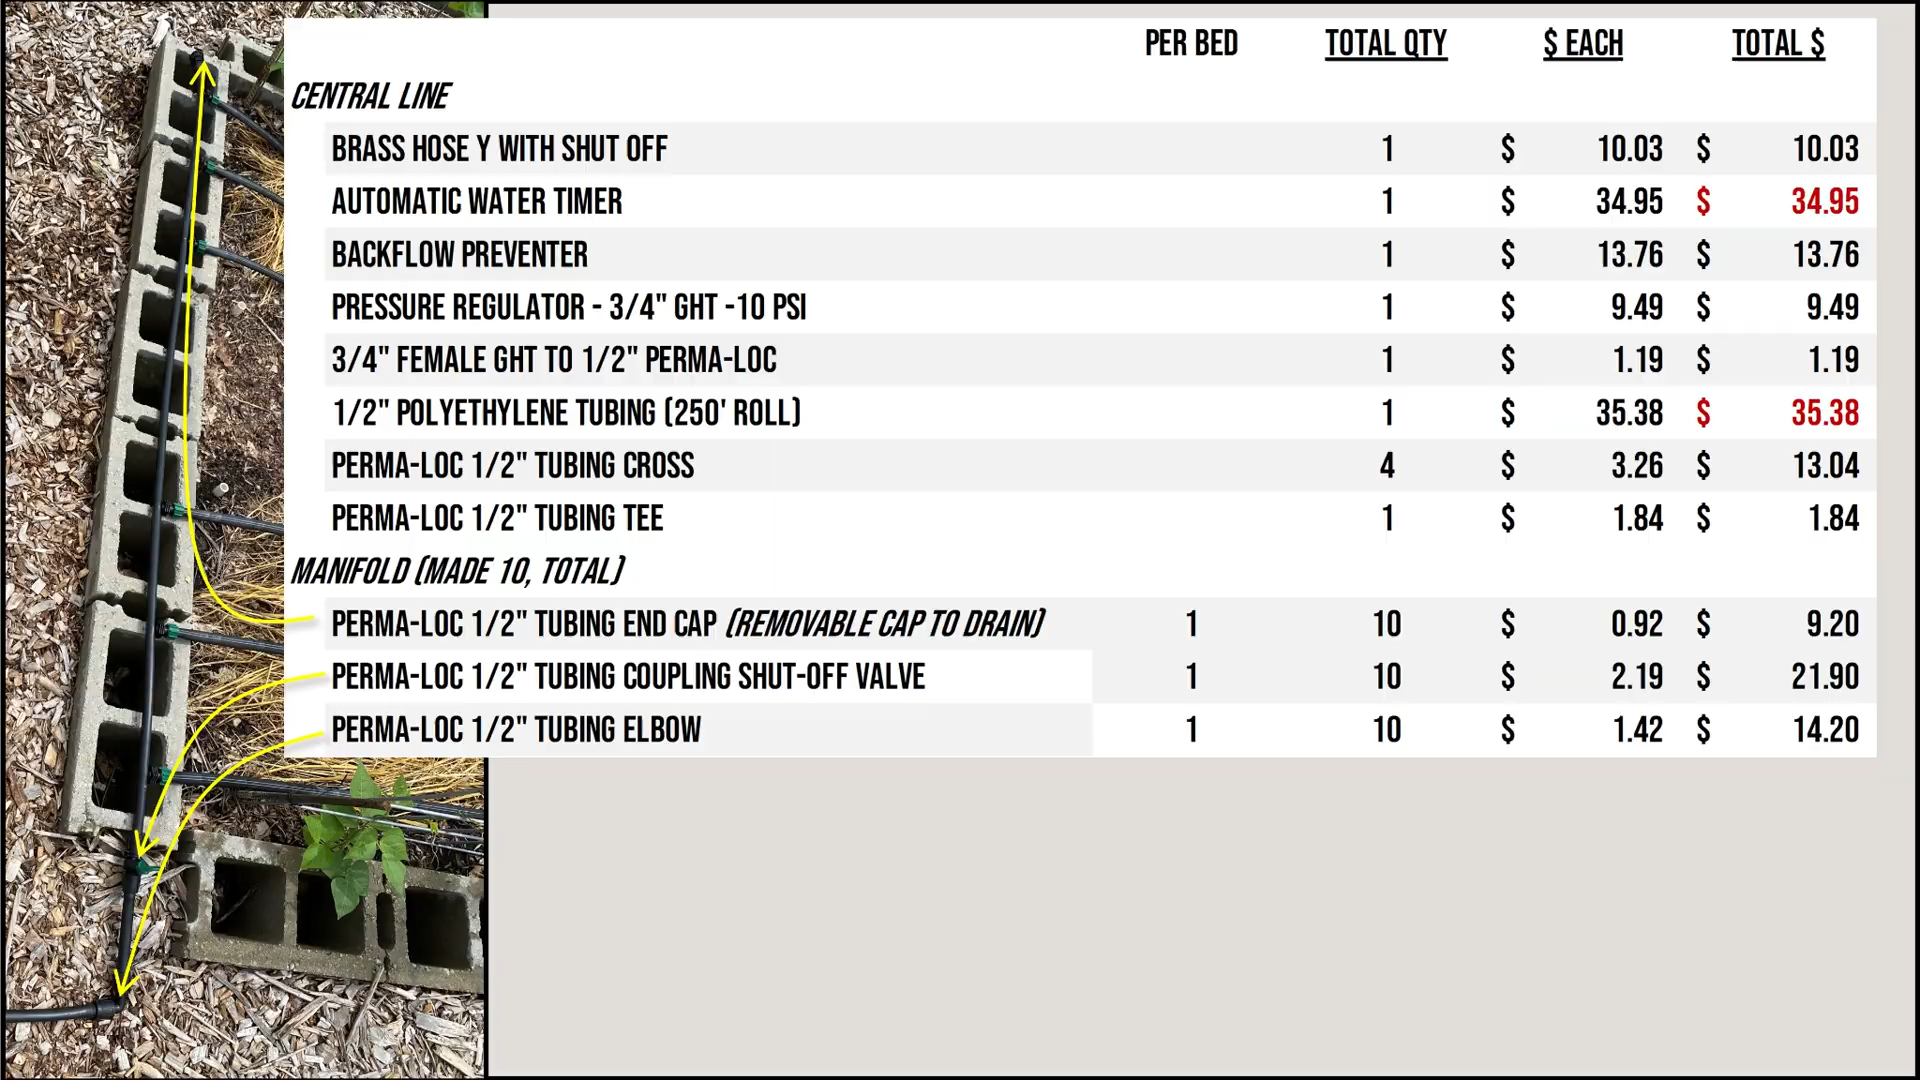 PER BED TOTAL QTY $ EACH TOTAL $
CENTRAL LINE
BRASS HOSE Y WITH SHUT OFF 1 $ 10.03 $ 10.03
AUTOMATIC WATER TIMER 1 $ 34.95 $ 34.95
BACKFLOW PREVENTER 1 $ 13.76 $ 13.76
PRESSURE REGULATOR - 3/4" GHT -10 PSI 1 $ 9.49 $ 9.49
3/4" FEMALE GHT TO 1/2" PERMA-LOC 1 $ 1.19 $ 1.19
1/2" POLYETHYLENE TUBING (250' ROLL) 1 $ 35.38 $ 35.38
PERMA-LOC 1/2" TUBING CROSS 4 $ 3.26 $ 13.04
PERMA-LOC 1/2" TUBING TEE 1 $ 1.84 $ 1.84
MANIFOLD (MADE 10, TOTAL)
PERMA-LOC 1/2" TUBING END CAP (REMOVABLE CAP TO DRAIN) 1 10 $ 0.92 $ 9.20
PERMA-LOC 1/2" TUBING COUPLING SHUT-OFF VALVE 1 10 $ 2.19 $ 21.90
PERMA-LOC 1/2" TUBING ELBOW 1 10 $ 1.42 $ 14.20